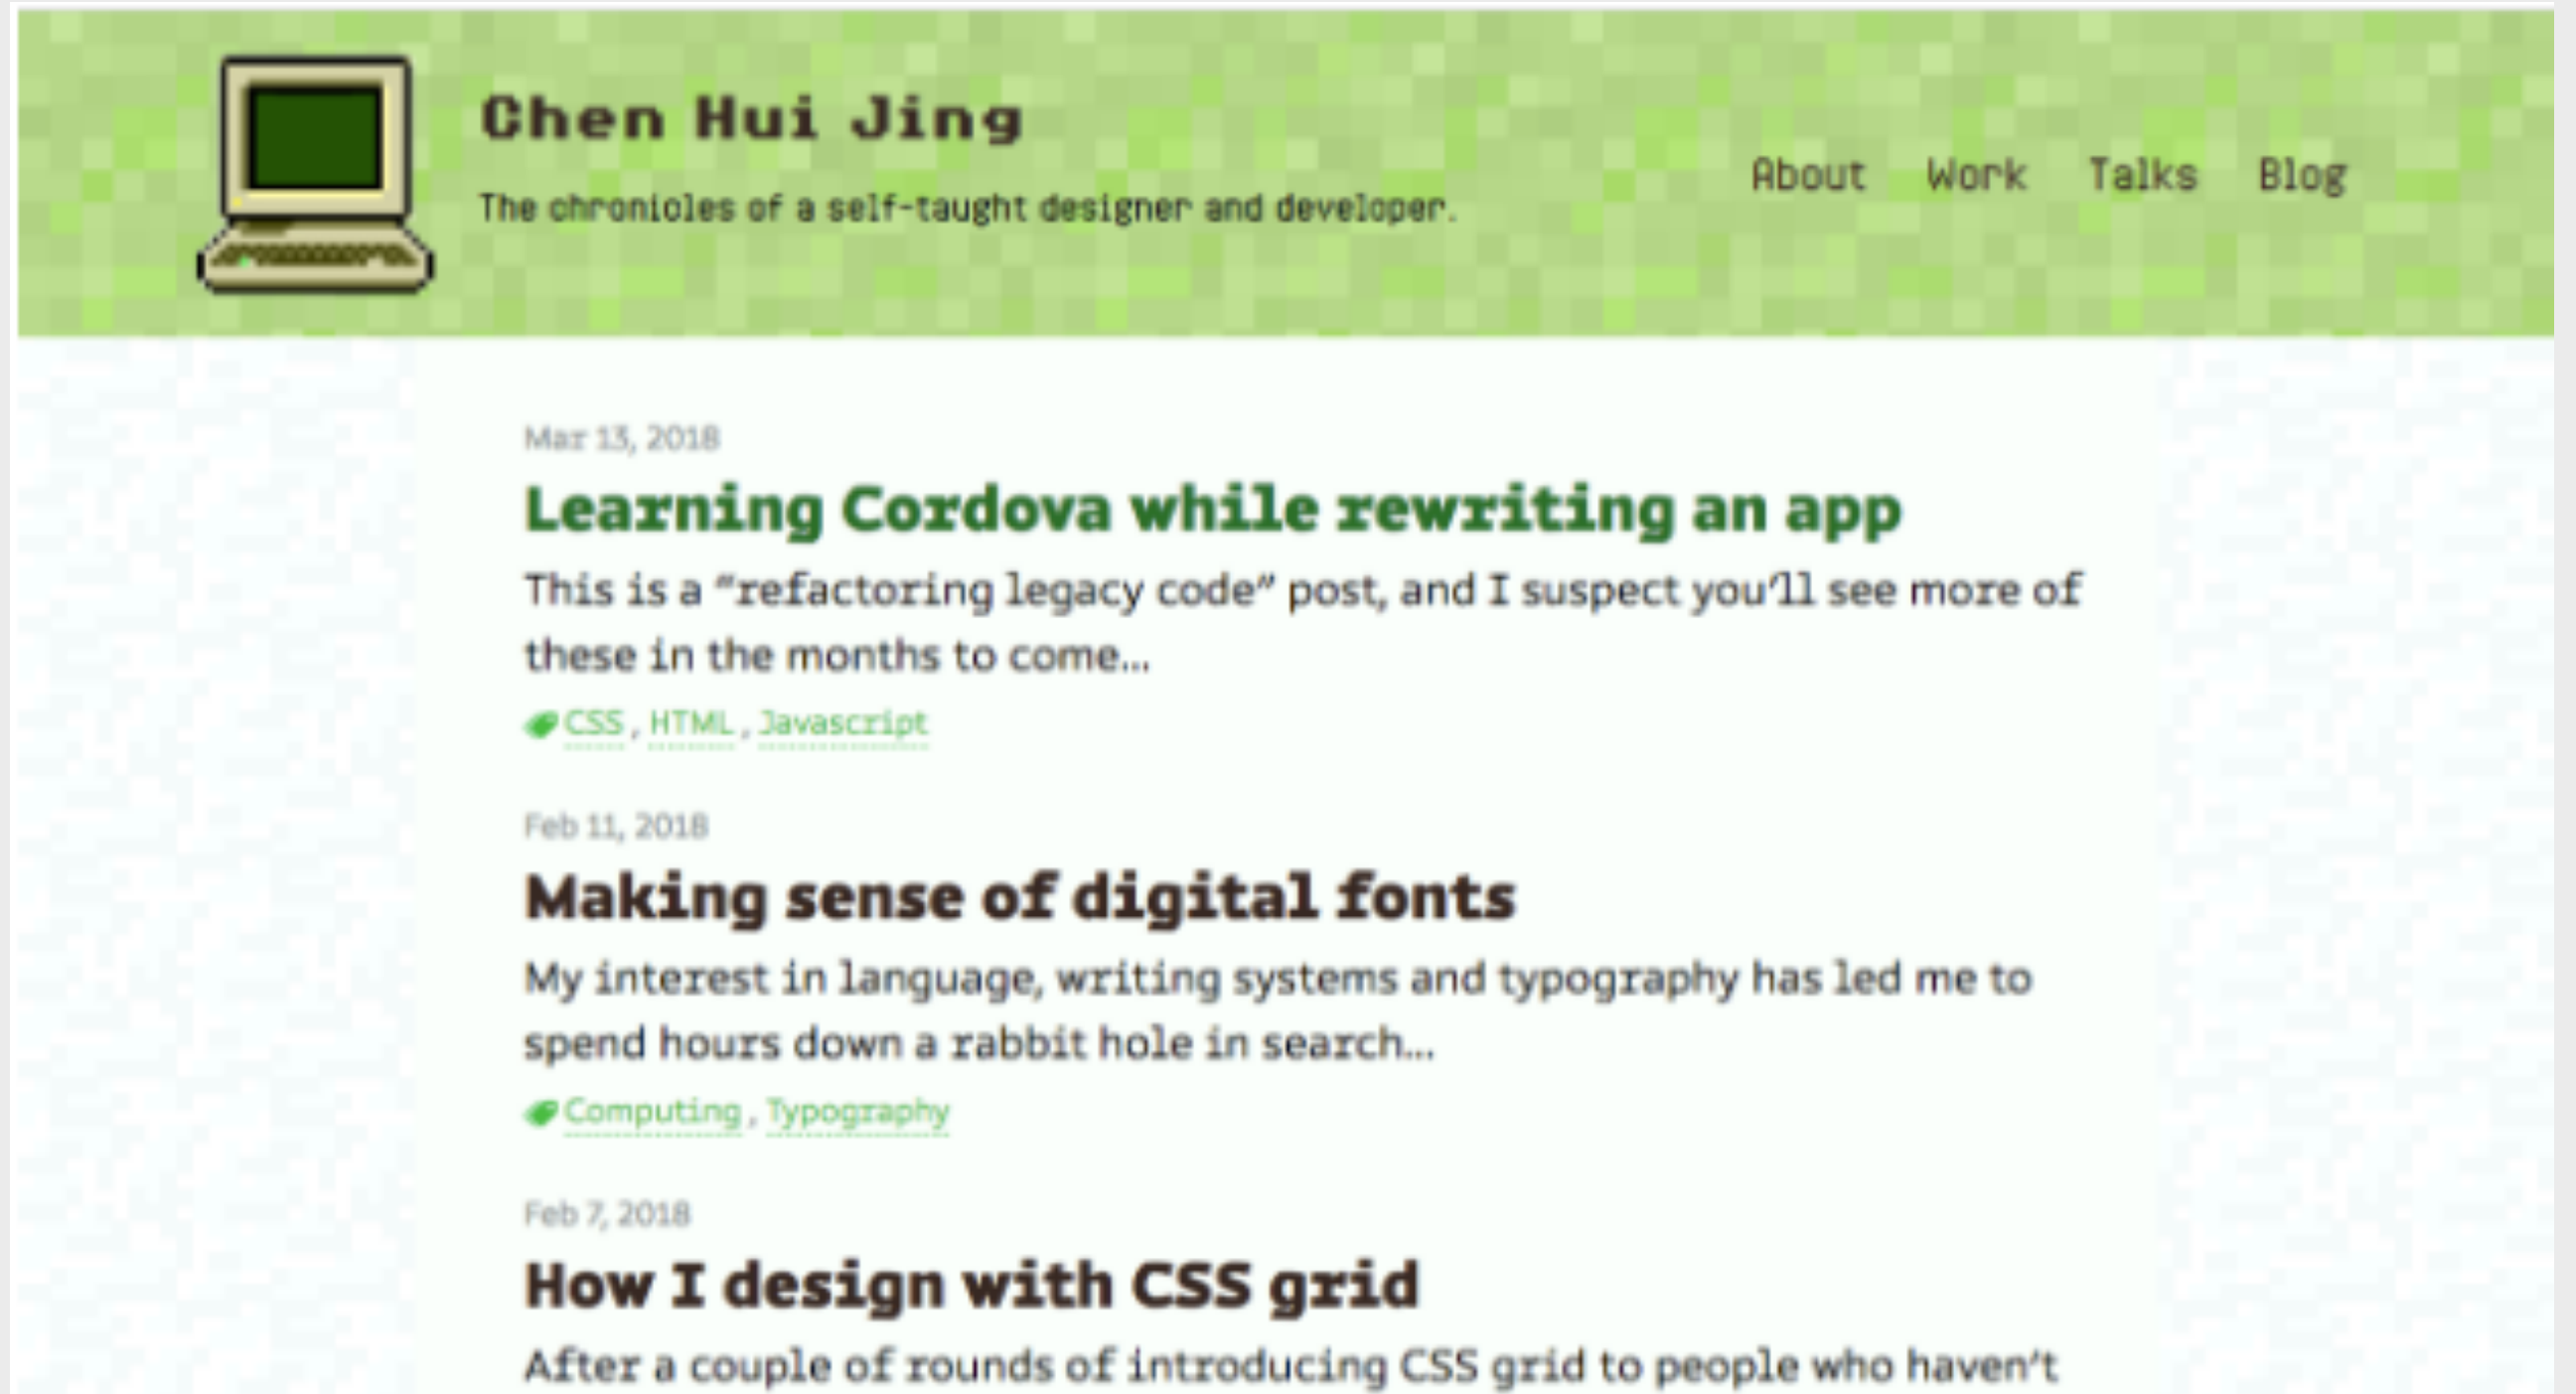 Chen Hui Jing
The chronicles of a self-taught designer and developer.
About Work Talks Blog
Mar 13, 2018
Learning Cordova while rewriting an app
This is a “refactoring legacy code” post, and I suspect you’ll see more of
these in the months to come...
CSS , HTML , Javascript
Feb 11, 2018
Making sense of digital fonts
My interest in language, writing systems and typography has led me to
spend hours down a rabbit hole in search...
Computing , Typography
Feb 7, 2018
How I design with CSS grid
After a couple of rounds of introducing CSS grid to people who haven’t